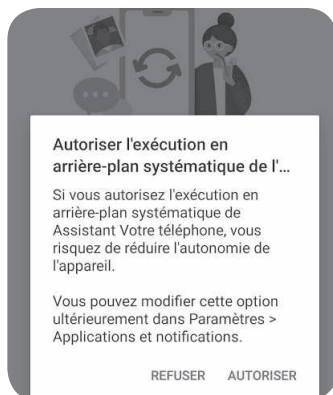 Autoriser l'exécution en
arrière-plan systématique de l'...
Si vous autorisez l'exécution en
arrière-plan systématique de
Assistant Votre téléphone, vous
risquez de réduire l'autonomie de
l'appareil.
Vous pouvez modifier cette option
ultérieurement dans Paramètres >
Applications et notifications.
REFUSER AUTORISER